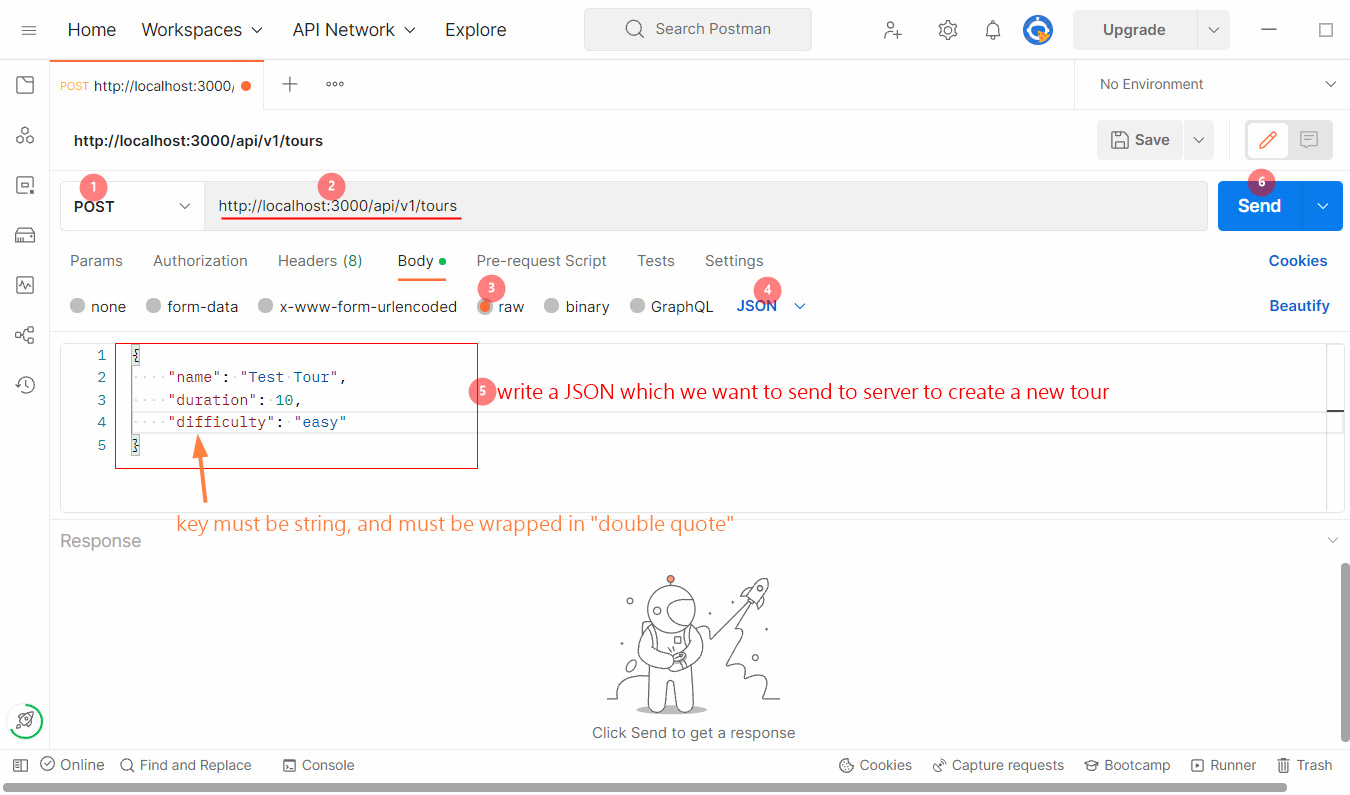 Home Workspaces API Network Explore Search Postman Upgrade
POST http://localhost:3000/ No Environment
http://localhost:3000/api/v1/tours Save
1 2 6
POST http://localhost:3000/api/v1/tours Send
Params Authorization Headers (8) Body Pre-request Script Tests Settings Cookies
3 4
none form-data x-www-form-urlencoded raw binary GraphQL JSON Beautify
1 {
2 "name": "Test Tour",
3 "duration": 10,
5 write a JSON which we want to send to server to create a new tour
4 "difficulty": "easy"
5 }
key must be string, and must be wrapped in "double quote"
Response
Click Send to get a response
Online Find and Replace Console Cookies Capture requests Bootcamp Runner Trash